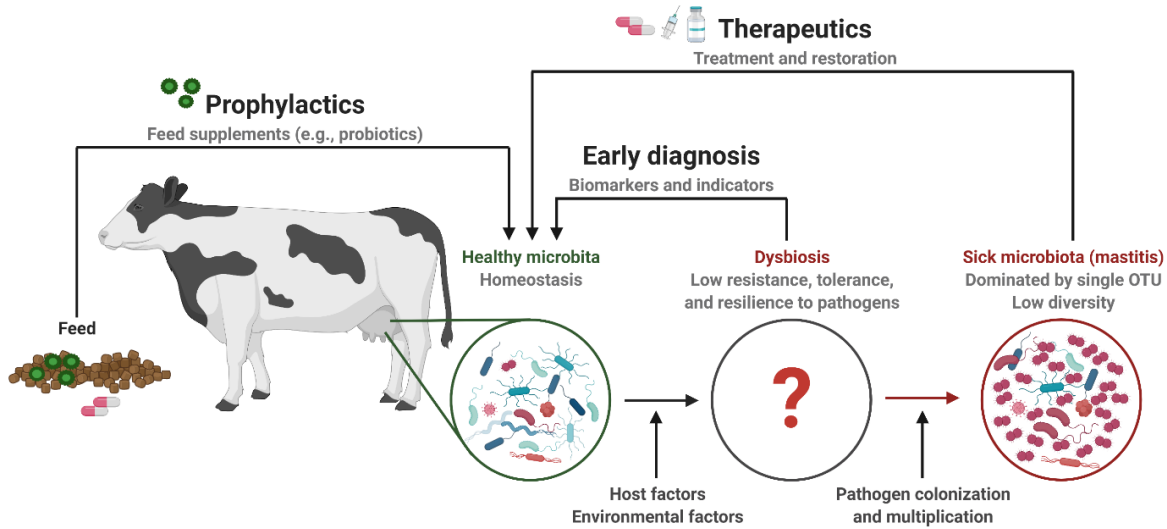 Therapeutics
Treatment and restoration
Prophylactics
Feed supplements (e.g., probiotics)
Early diagnosis
Biomarkers and indicators
Healthy microbita
Homeostasis
Dysbiosis
Low resistance, tolerance,
and resilience to pathogens
Sick microbiota (mastitis)
Dominated by single OTU
Low diversity
Feed
?
Host factors
Environmental factors
Pathogen colonization
and multiplication